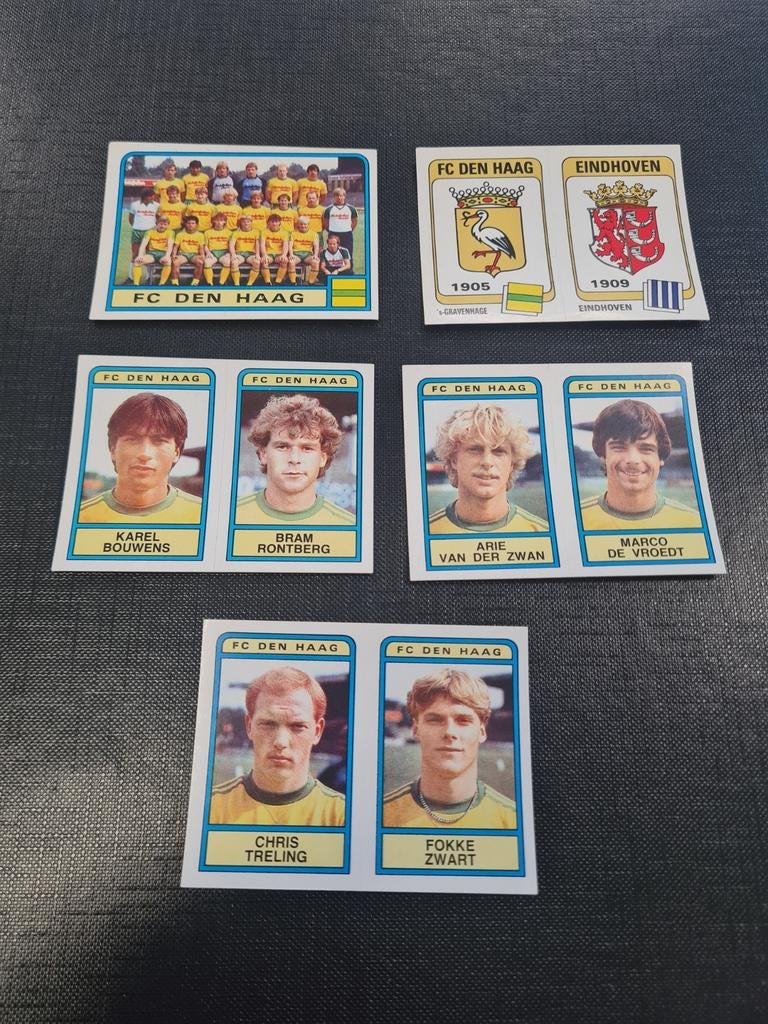 FC DEN HAAG
FC DEN HAAG
1905
's-GRAVENHAGE
EINDHOVEN
1909
EINDHOVEN
FC DEN HAAG
KAREL
BOUWENS
FC DEN HAAG
BRAM
RONTBERG
FC DEN HAAG
ARIE
VAN DER ZWAN
FC DEN HAAG
MARCO
DE VROEDT
FC DEN HAAG
CHRIS
TRELING
FC DEN HAAG
FOKKE
ZWART